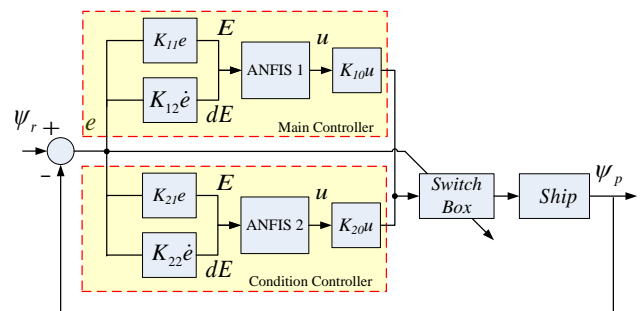 K₁₁e
E
ANFIS 1
u
K₁₀u
K₁₂ė
dE
Main Controller
ψᵣ
+
e
-
K₂₁e
E
ANFIS 2
u
K₂₀u
K₂₂ė
dE
Condition Controller
Switch
Box
Ship
ψₚ